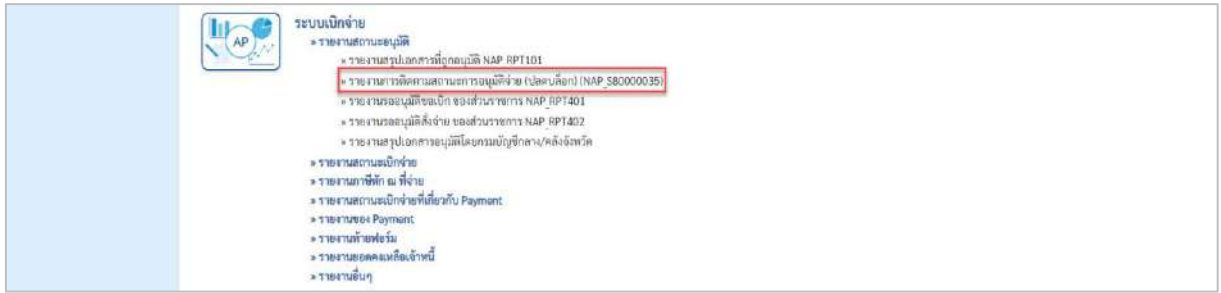 AP
ระบบเบิกจ่าย
» รายงานสถานะอนุมัติ
» รายงานสรุปเอกสารที่ถูกอนุมัติ NAP_RPT101
» รายงานการติดตามสถานะการอนุมัติจ่าย (ปลดบล็อก) (NAP_S80000035)
» รายงานรออนุมัติขอเบิก ของส่วนราชการ NAP_RPT401
» รายงานรออนุมัติสั่งจ่าย ของส่วนราชการ NAP_RPT402
» รายงานสรุปเอกสารอนุมัติโดยกรมบัญชีกลาง/คลังจังหวัด
» รายงานสถานะเบิกจ่าย
» รายงานภาษีหัก ณ ที่จ่าย
» รายงานสถานะเบิกจ่ายที่เกี่ยวกับ Payment
» รายงานของ Payment
» รายงานท้ายฟอร์ม
» รายงานยอดคงเหลือเจ้าหนี้
» รายงานอื่นๆ